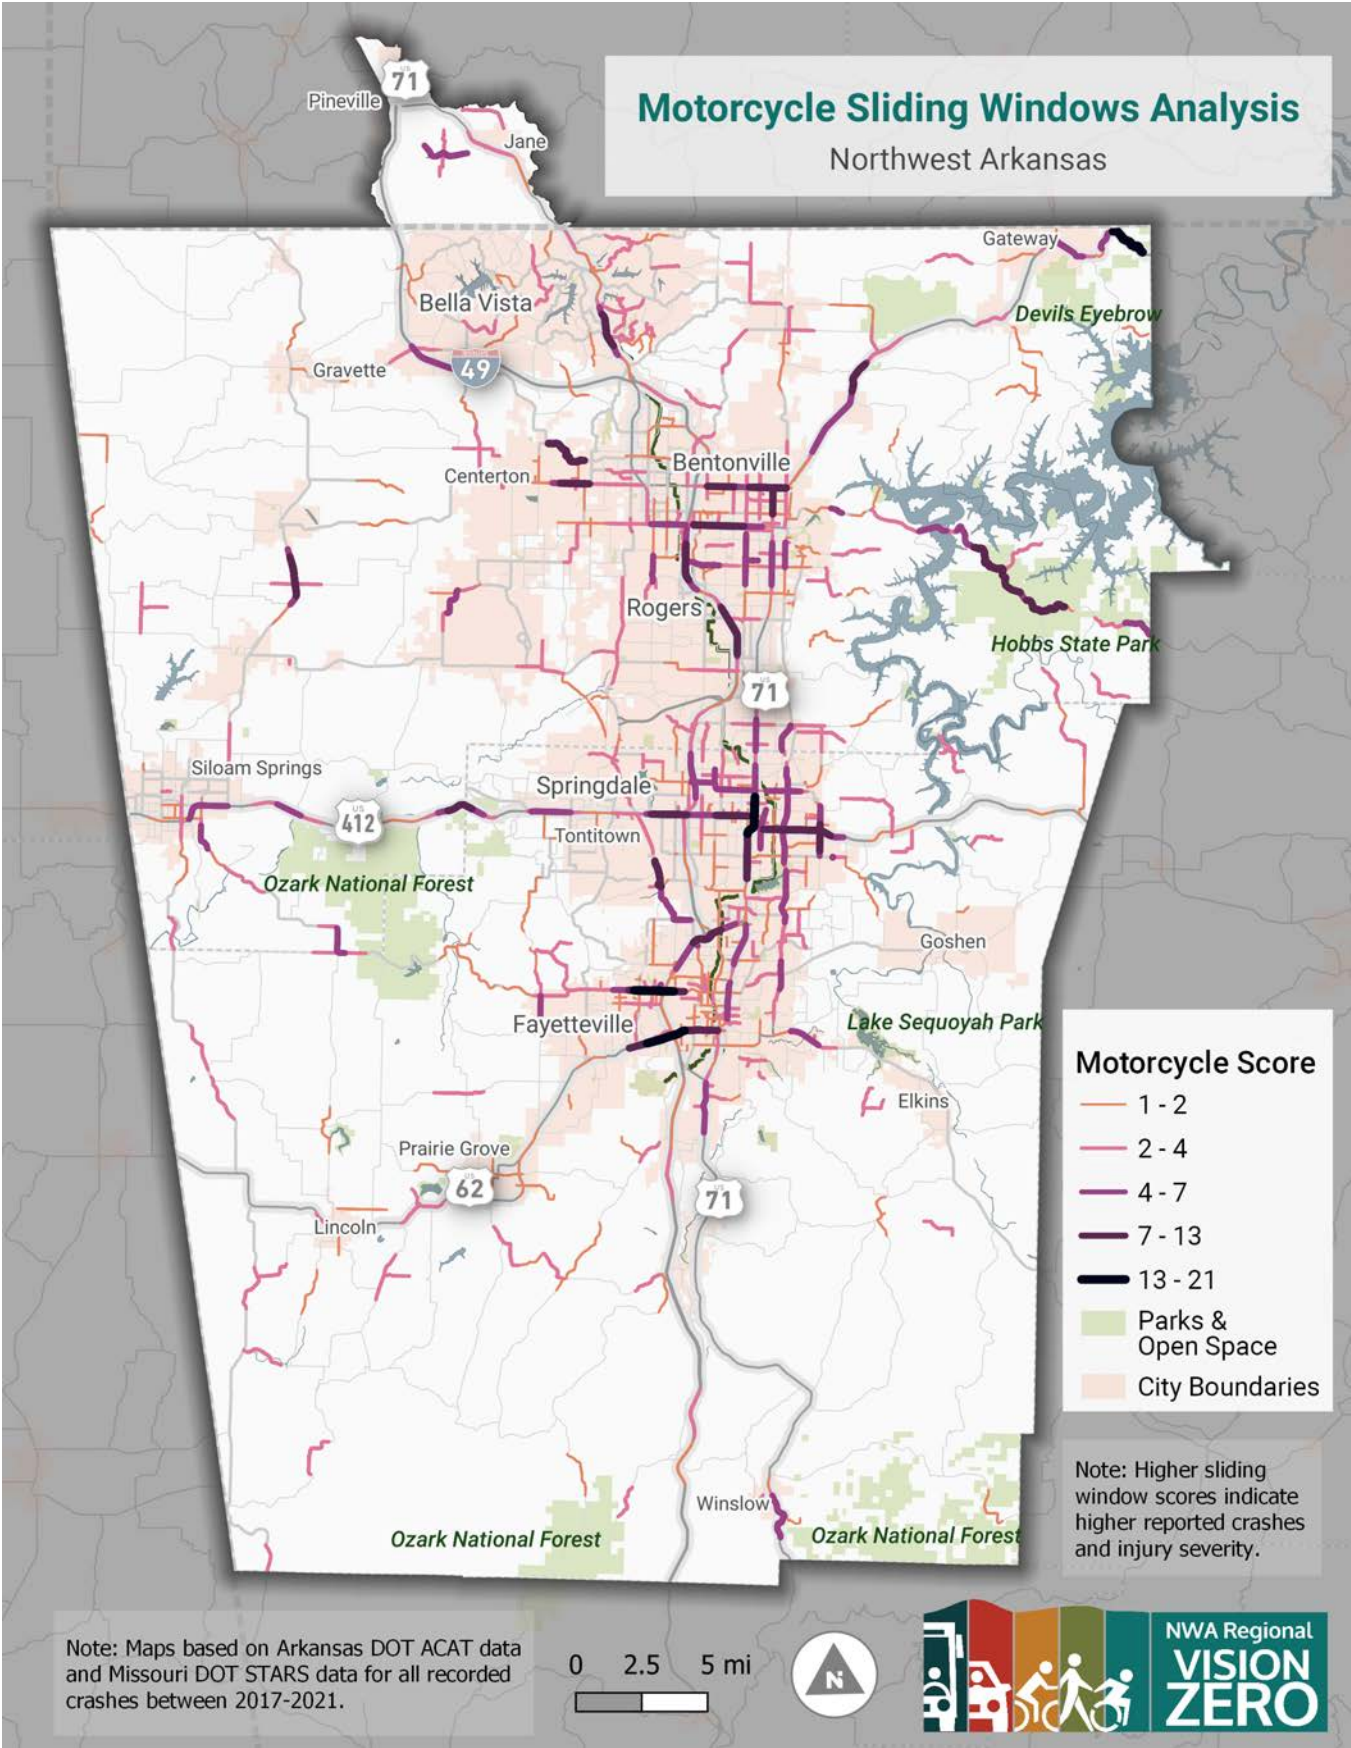 Motorcycle Sliding Windows Analysis
Northwest Arkansas
US
71
Pineville
Jane
Gateway
Bella Vista
Devils Eyebrow
Gravette
49
Centerton
Bentonville
Rogers
Hobbs State Park
US
71
Siloam Springs
Springdale
US
412
Tontitown
Ozark National Forest
Goshen
Fayetteville
Lake Sequoyah Park
Elkins
Prairie Grove
US
62
US
71
Lincoln
Winslow
Ozark National Forest
Ozark National Forest
Motorcycle Score
1 - 2
2 - 4
4 - 7
7 - 13
13 - 21
Parks &
Open Space
City Boundaries
Note: Higher sliding
window scores indicate
higher reported crashes
and injury severity.
Note: Maps based on Arkansas DOT ACAT data
and Missouri DOT STARS data for all recorded
crashes between 2017-2021.
0 2.5 5 mi
N
NWA Regional
VISION
ZERO